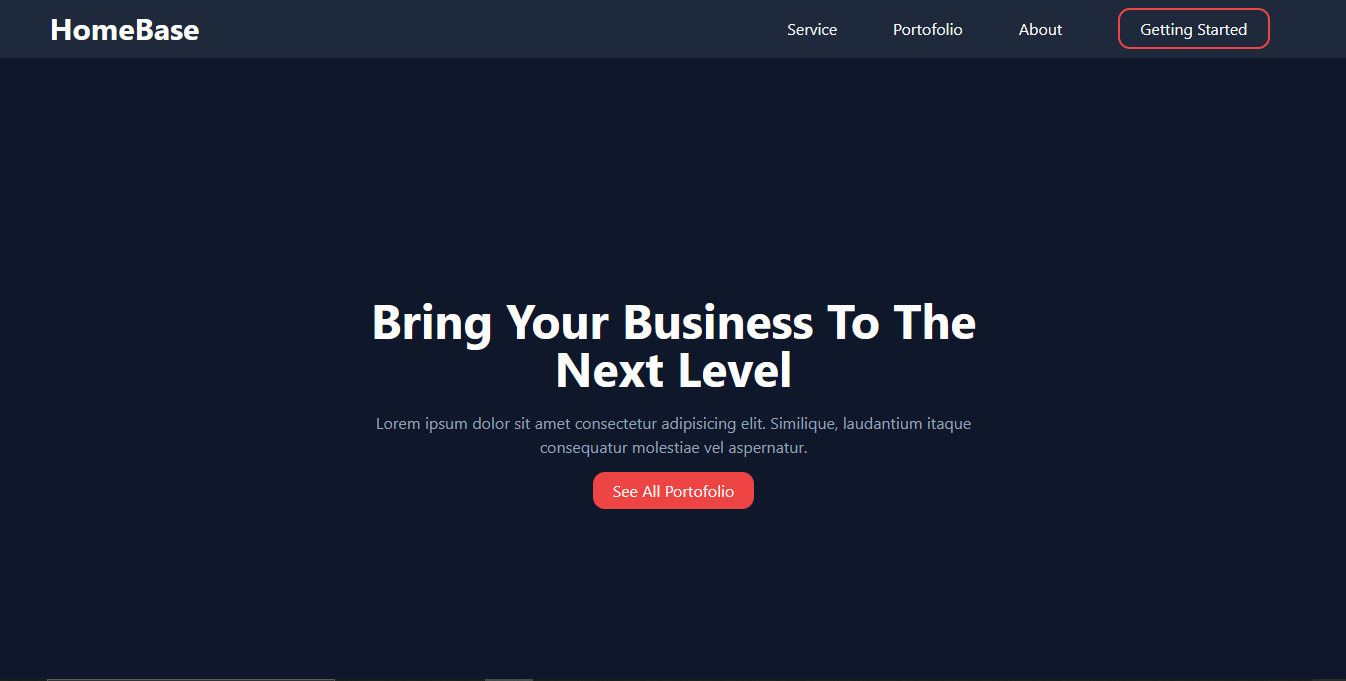 HomeBase
Service
Portofolio
About
Getting Started
Bring Your Business To The
Next Level
Lorem ipsum dolor sit amet consectetur adipisicing elit. Similique, laudantium itaque
consequatur molestiae vel aspernatur.
See All Portofolio